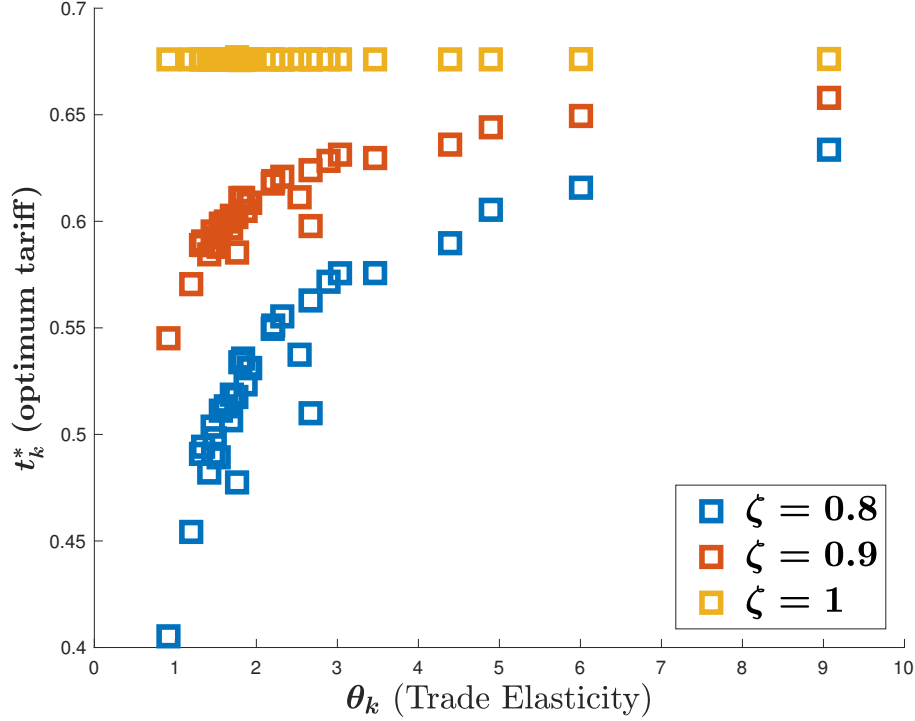 0.7
0.65
0.6
0.55
0.5
0.45
0.4
t*k (optimum tariff)
0 1 2 3 4 5 6 7 8 9 10
θk (Trade Elasticity)
ζ = 0.8
ζ = 0.9
ζ = 1